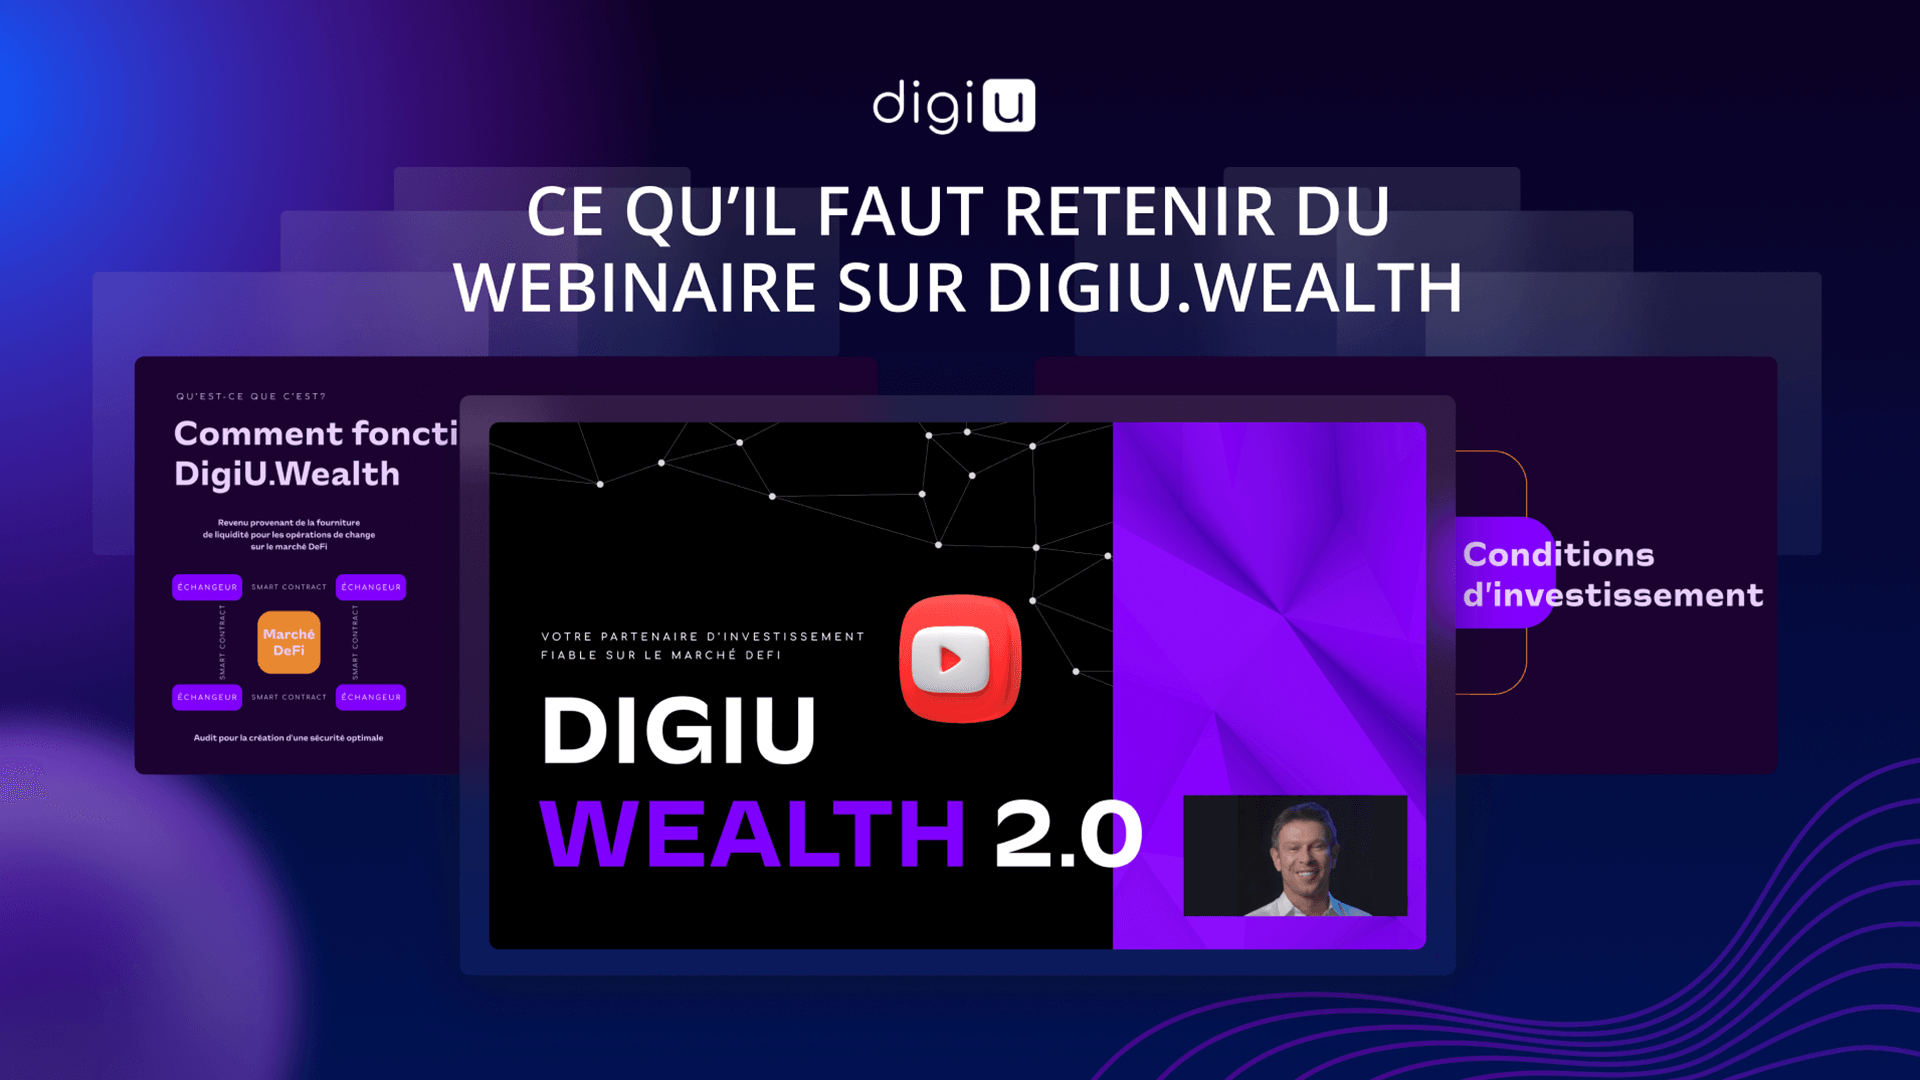 digiu
CE QU’IL FAUT RETENIR DU
WEBINAIRE SUR DIGIU.WEALTH
QU'EST-CE QUE C'EST?
Comment foncti
DigiU.Wealth
Revenu provenant de la fourniture
de liquidité pour les opérations de change
sur le marché DeFi
ÉCHANGEUR SMART CONTRACT ÉCHANGEUR
SMART CONTRACT
Marché
DeFi
SMART CONTRACT
ÉCHANGEUR SMART CONTRACT ÉCHANGEUR
Audit pour la création d'une sécurité optimale
VOTRE PARTENAIRE D'INVESTISSEMENT
FIABLE SUR LE MARCHÉ DEFI
DIGIU
WEALTH 2.0
Conditions
d'investissement